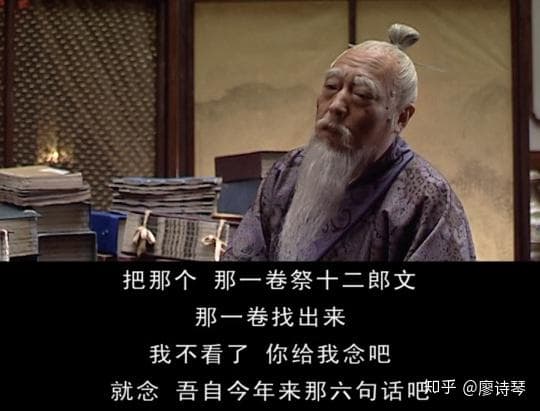 把那个 那一卷祭十二郎文
那一卷找出来
我不看了 你给我念吧
就念 吾自今年来那六句话吧
知乎 @廖诗琴